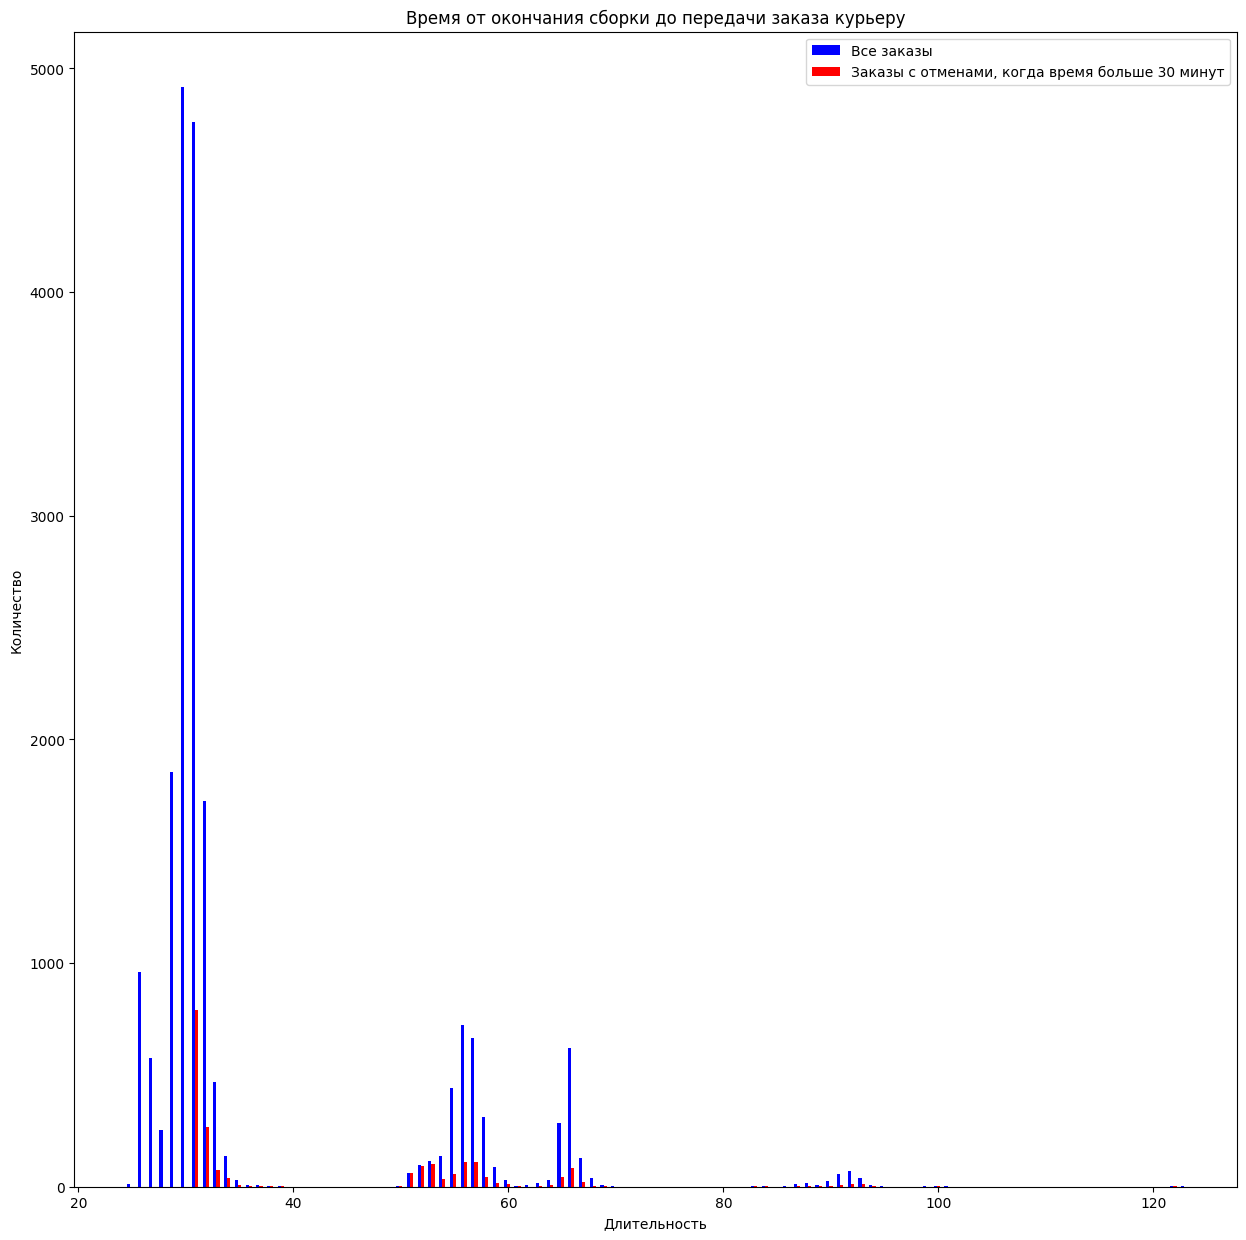 Время от окончания сборки до передачи заказа курьеру
Все заказы
Заказы с отменами, когда время больше 30 минут
5000
4000
3000
2000
1000
0
Количество
20
40
60
80
100
120
Длительность